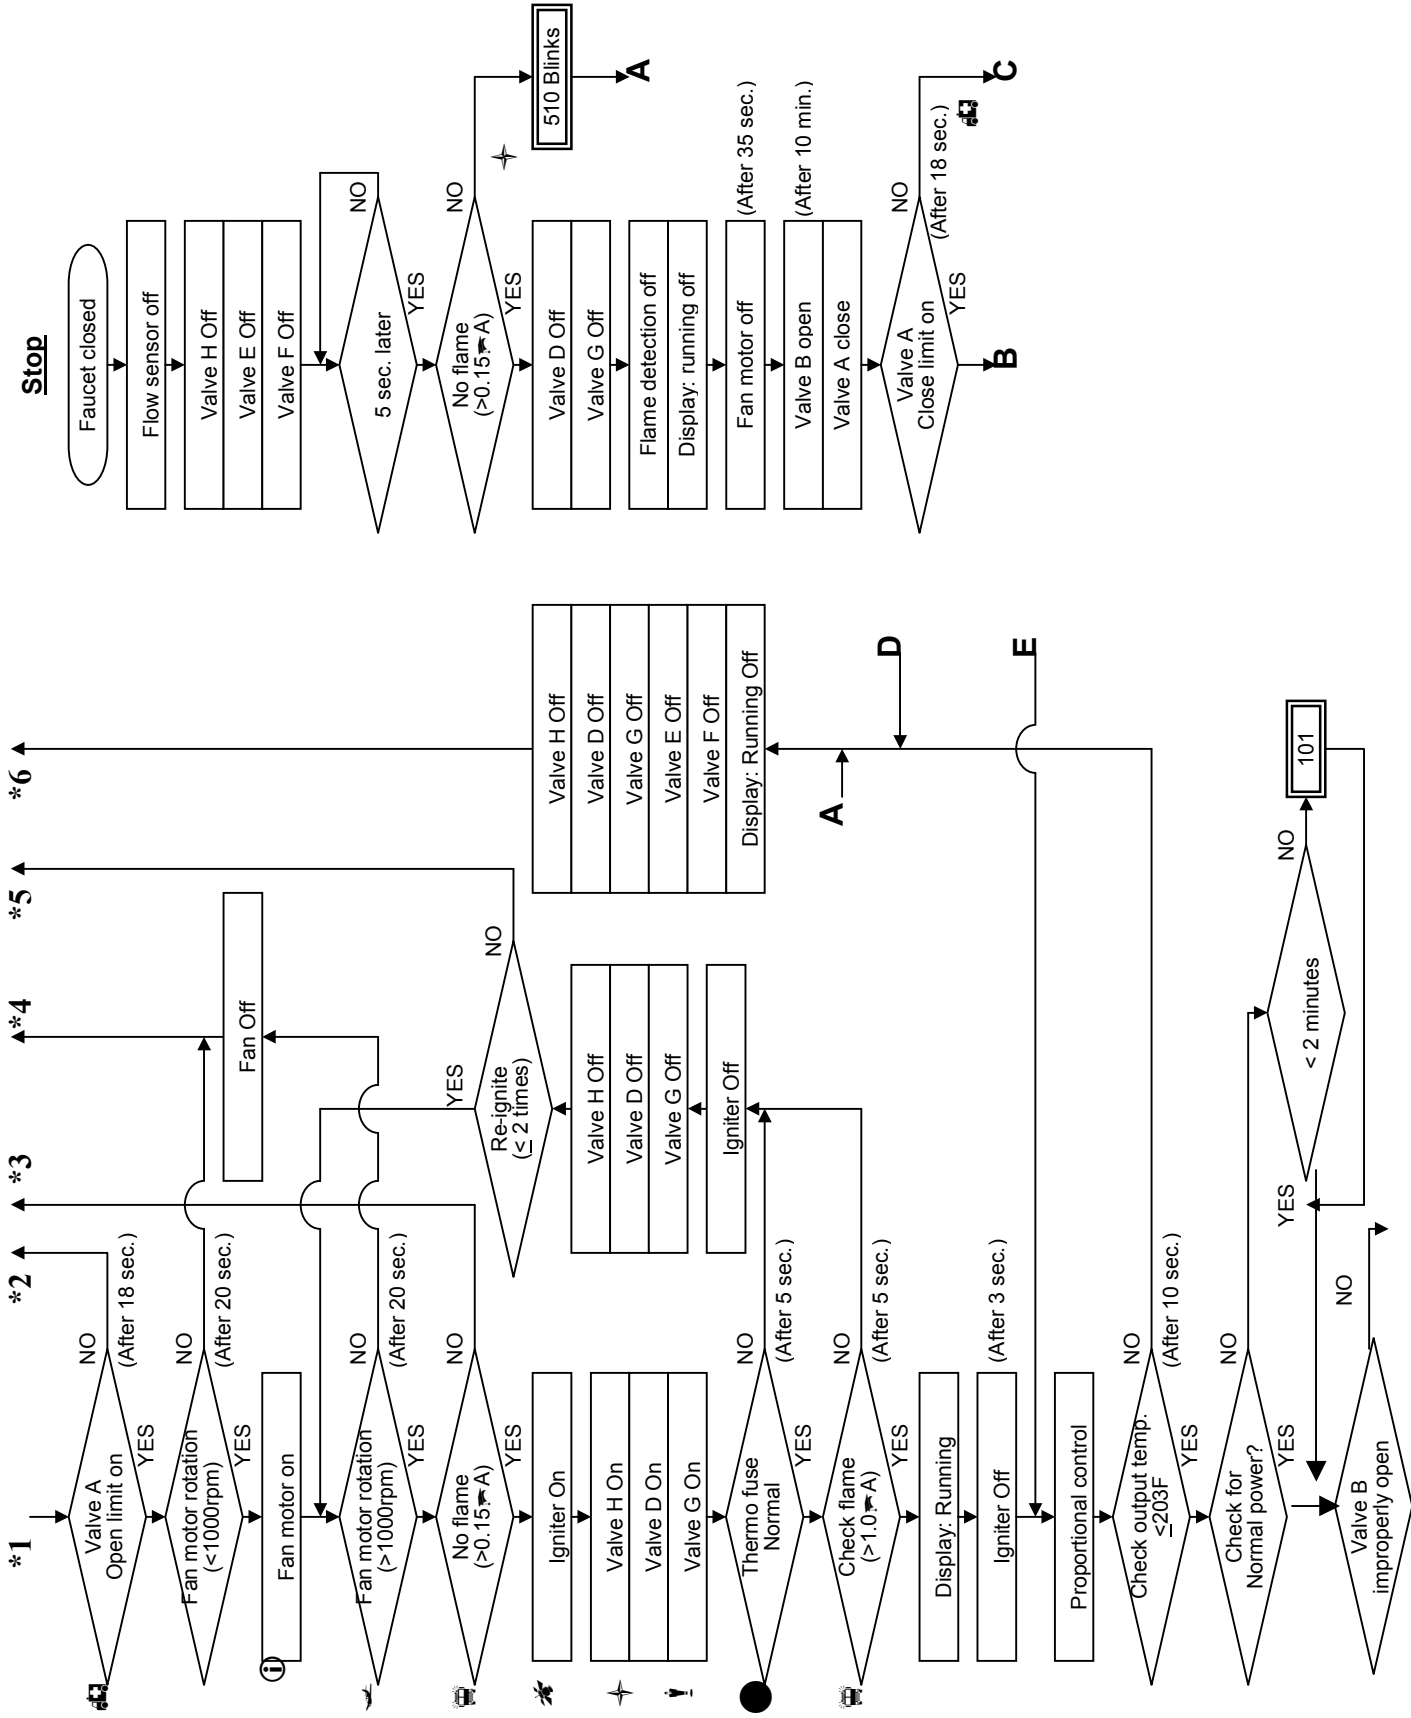 *1
*2
*3
*4
*5
*6
Valve A
Open limit on
NO
(After 18 sec.)
YES
Fan motor rotation
(<1000rpm)
NO
(After 20 sec.)
YES
Fan motor on
Fan Off
Fan motor rotation
(>1000rpm)
NO
(After 20 sec.)
YES
No flame
(>0.15 A)
NO
YES
Re-ignite
(≤ 2 times)
YES
NO
Igniter On
Valve H On
Valve D On
Valve G On
Valve H Off
Valve D Off
Valve G Off
Igniter Off
Thermo fuse
Normal
NO
(After 5 sec.)
YES
Check flame
(>1.0 A)
NO
(After 5 sec.)
YES
Display: Running
Igniter Off
(After 3 sec.)
Proportional control
Check output temp.
≤203F
NO
(After 10 sec.)
YES
Check for
Normal power?
NO
YES
< 2 minutes
NO
YES
101
Valve B
improperly open
NO
Valve H Off
Valve D Off
Valve G Off
Valve E Off
Valve F Off
Display: Running Off
A
D
E
Stop
Faucet closed
Flow sensor off
Valve H Off
Valve E Off
Valve F Off
5 sec. later
NO
YES
No flame
(>0.15 A)
NO
YES
510 Blinks
A
Valve D Off
Valve G Off
Flame detection off
Display: running off
Fan motor off
(After 35 sec.)
Valve B open
Valve A close
(After 10 min.)
Valve A
Close limit on
NO
(After 18 sec.)
YES
B
C